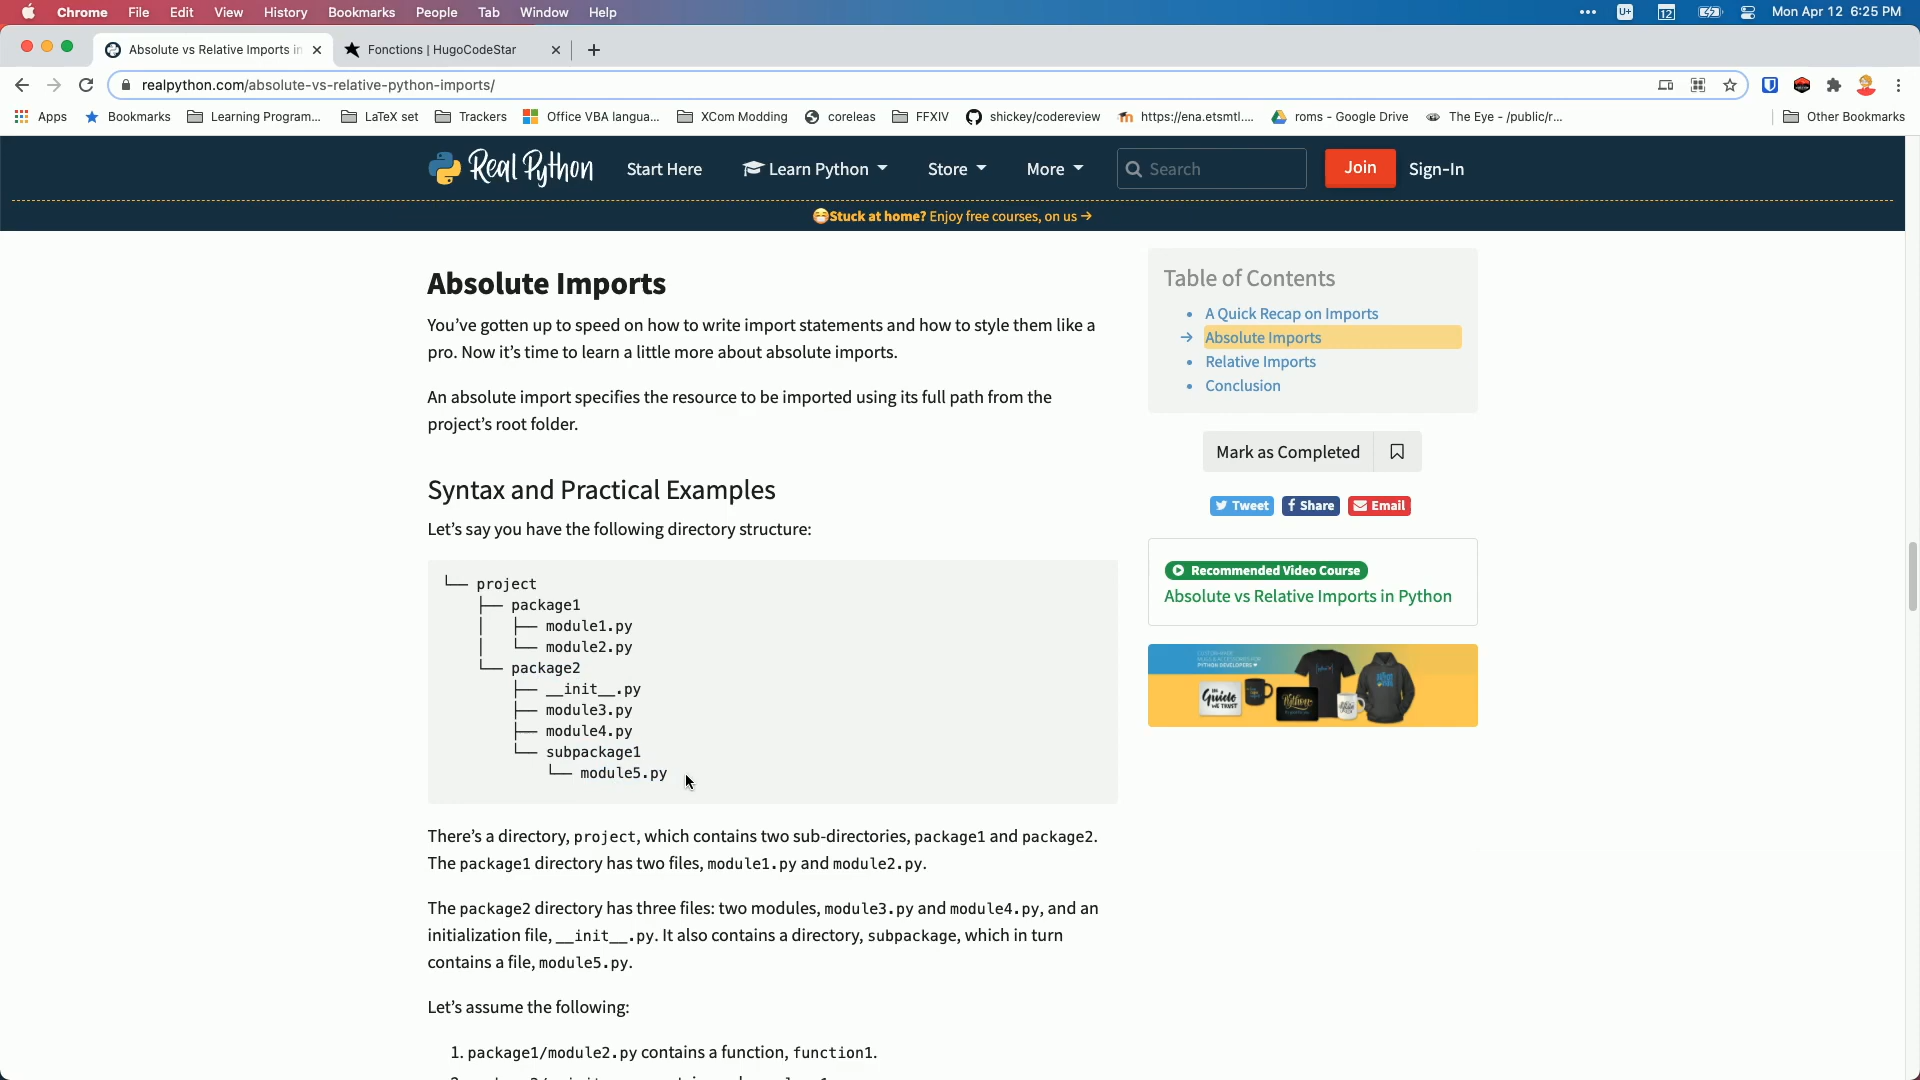 Chrome File Edit View History Bookmarks People Tab Window Help
U+ 12 Mon Apr 12 6:25 PM
Absolute vs Relative Imports in
Fonctions | HugoCodeStar
realpython.com/absolute-vs-relative-python-imports/
Apps Bookmarks Learning Program... LaTeX set Trackers Office VBA langua... XCom Modding coreleas FFXIV shickey/codereview https://ena.etsmtl.... roms - Google Drive The Eye - /public/r... Other Bookmarks
Real Python Start Here Learn Python Store More Search Join Sign-In
Stuck at home? Enjoy free courses, on us →
Absolute Imports
You’ve gotten up to speed on how to write import statements and how to style them like a
pro. Now it’s time to learn a little more about absolute imports.
An absolute import specifies the resource to be imported using its full path from the
project’s root folder.
Syntax and Practical Examples
Let’s say you have the following directory structure:
└── project
├── package1
│   ├── module1.py
│   └── module2.py
└── package2
├── __init__.py
├── module3.py
├── module4.py
└── subpackage1
└── module5.py
There’s a directory, project, which contains two sub-directories, package1 and package2.
The package1 directory has two files, module1.py and module2.py.
The package2 directory has three files: two modules, module3.py and module4.py, and an
initialization file, __init__.py. It also contains a directory, subpackage, which in turn
contains a file, module5.py.
Let’s assume the following:
1. package1/module2.py contains a function, function1.
Table of Contents
• A Quick Recap on Imports
→ Absolute Imports
• Relative Imports
• Conclusion
Mark as Completed
Tweet Share Email
Recommended Video Course
Absolute vs Relative Imports in Python
PYTHON DEVELOPERS
Guido
WE TRUST
Python